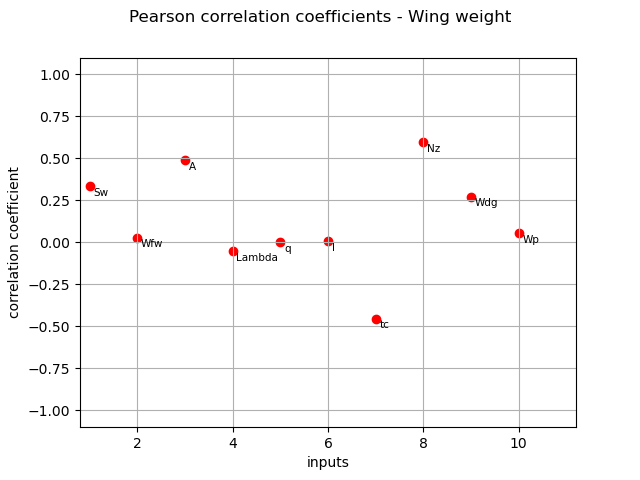 Pearson correlation coefficients - Wing weight
1.00
0.75
0.50
0.25
0.00
−0.25
−0.50
−0.75
−1.00
correlation coefficient
Sw
Wfw
A
Lambda
q
l
tc
Nz
Wdg
Wp
2 4 6 8 10
inputs